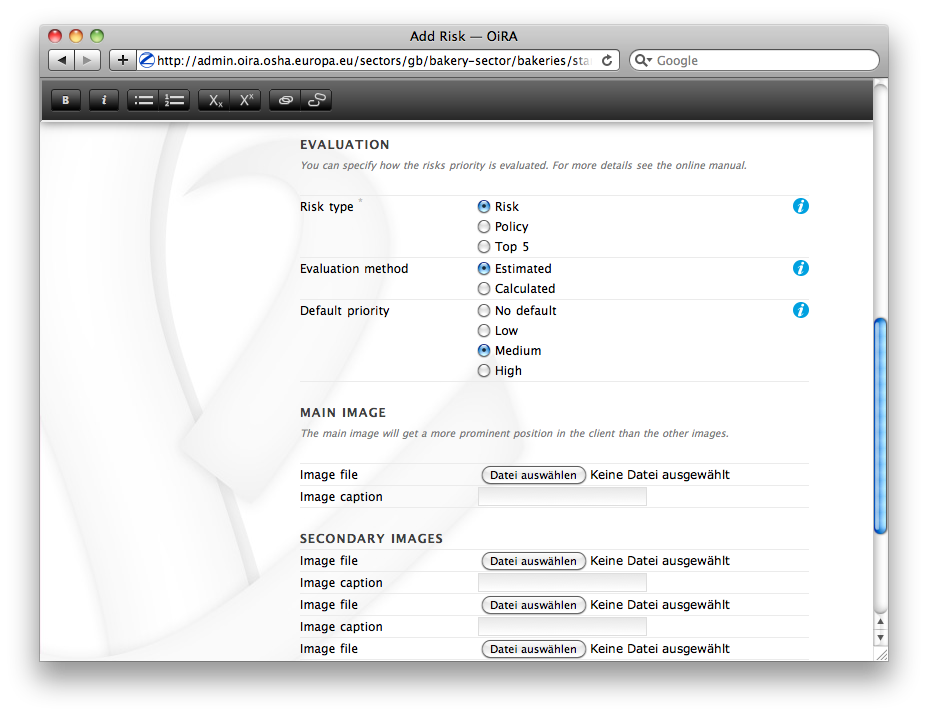 Add Risk — OiRA
http://admin.oira.osha.europa.eu/sectors/gb/bakery-sector/bakeries/sta
Google
B i X x X x
EVALUATION
You can specify how the risks priority is evaluated. For more details see the online manual.
Risk type * Risk
Policy
Top 5
Evaluation method Estimated
Calculated
Default priority No default
Low
Medium
High
MAIN IMAGE
The main image will get a more prominent position in the client than the other images.
Image file Datei auswählen Keine Datei ausgewählt
Image caption
SECONDARY IMAGES
Image file Datei auswählen Keine Datei ausgewählt
Image caption
Image file Datei auswählen Keine Datei ausgewählt
Image caption
Image file Datei auswählen Keine Datei ausgewählt